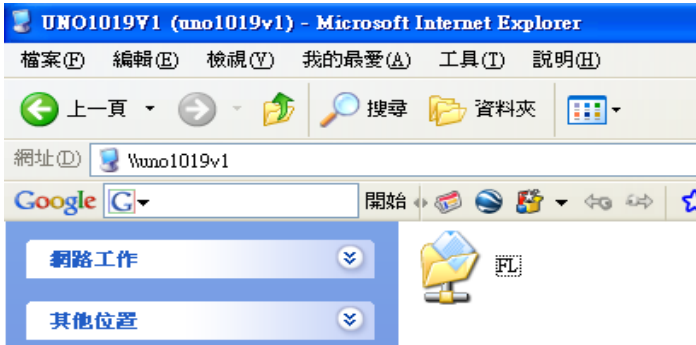 UNO1019V1 (uno1019v1) - Microsoft Internet Explorer
檔案(F) 編輯(E) 檢視(V) 我的最愛(A) 工具(T) 說明(H)
上一頁 搜尋 資料夾
網址(D) \\uno1019v1
Google G 開始
網路工作
FL
其他位置